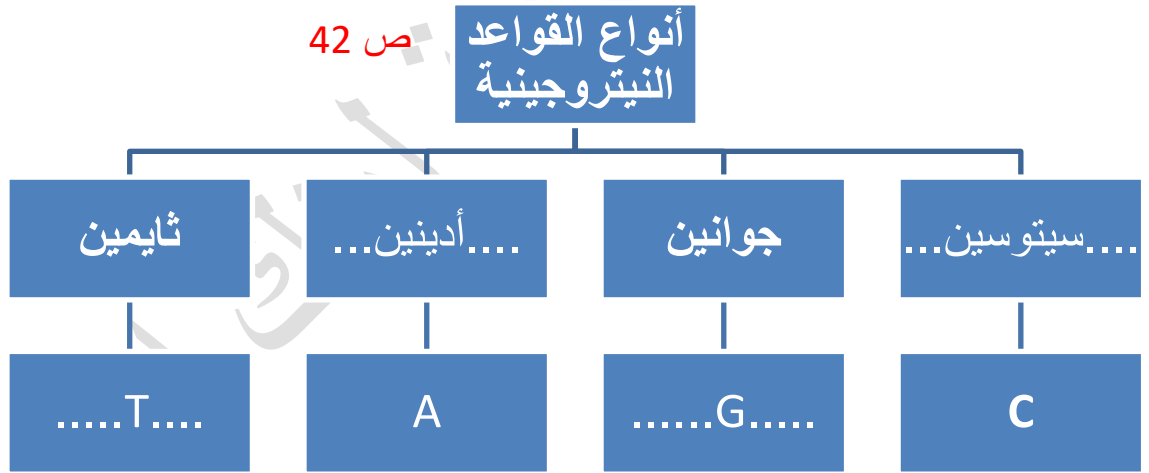 ص 42
أنواع القواعد
النيتروجينية
....سيتوسين...
جوانين
....أدينين...
ثايمين
C
......G.....
A
.....T....